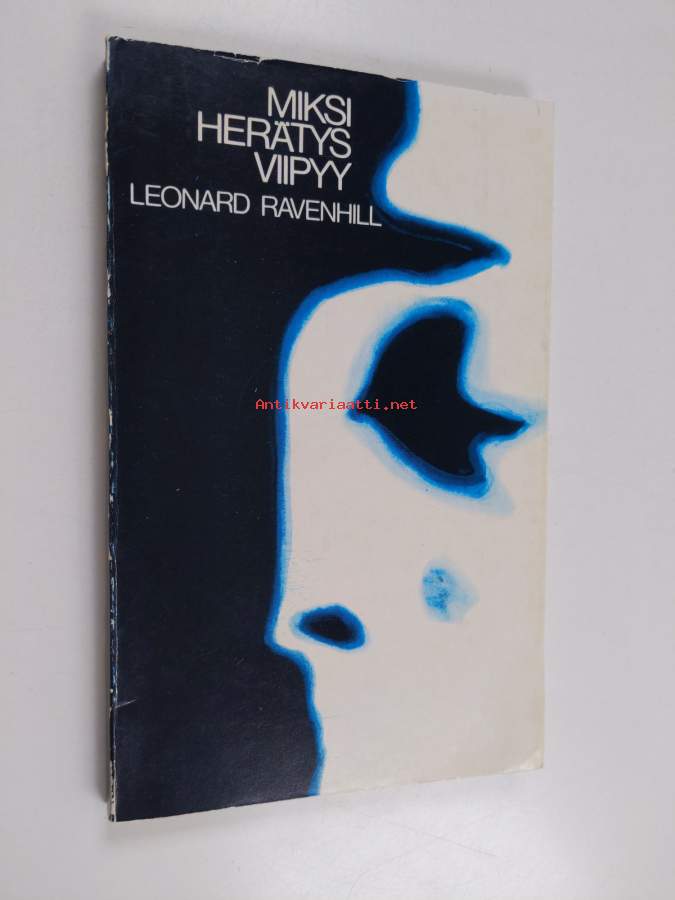 MIKSI
HERÄTYS
VIIPYY
LEONARD RAVENHILL
Antikvariaatti.net